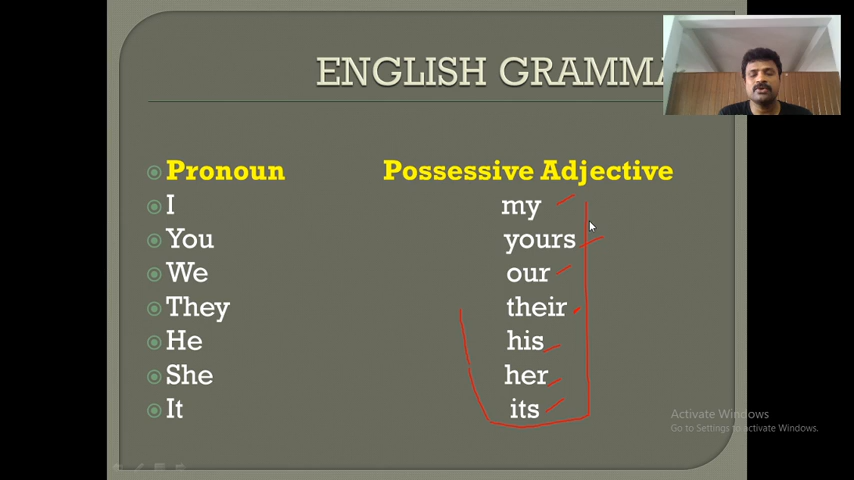 ENGLISH GRAMMA
Pronoun Possessive Adjective
I my
You yours
We our
They their
He his
She her
It its
Activate Windows
Go to Settings to activate Windows.